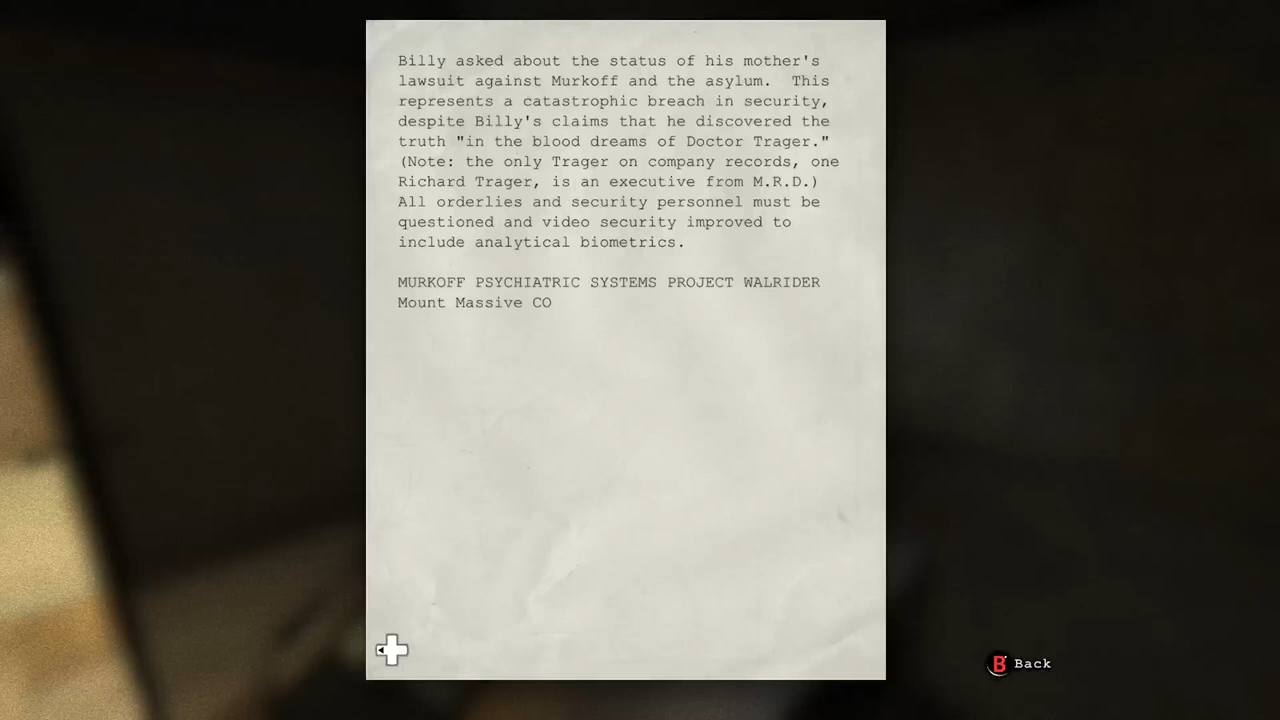 Billy asked about the status of his mother's
lawsuit against Murkoff and the asylum.  This
represents a catastrophic breach in security,
despite Billy's claims that he discovered the
truth "in the blood dreams of Doctor Trager."
(Note: the only Trager on company records, one
Richard Trager, is an executive from M.R.D.)
All orderlies and security personnel must be
questioned and video security improved to
include analytical biometrics.
MURKOFF PSYCHIATRIC SYSTEMS PROJECT WALRIDER
Mount Massive CO
B Back